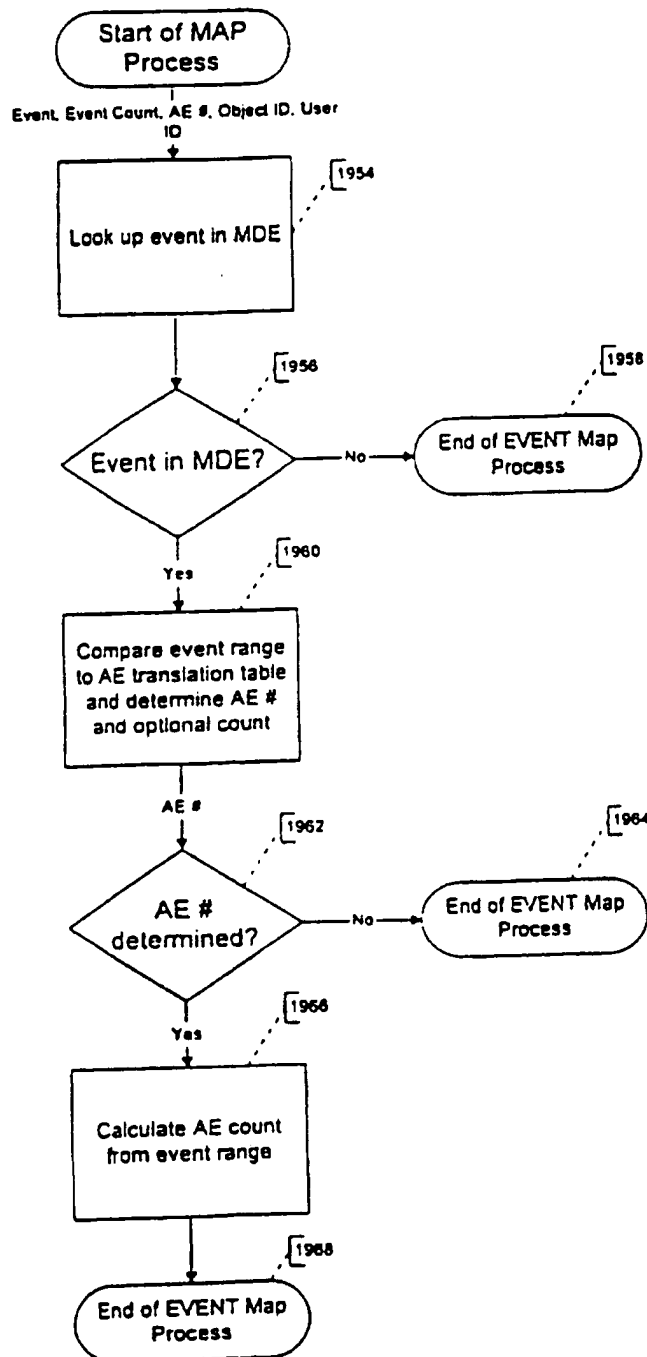 Start of MAP
Process
Event, Event Count, AE #, Object ID, User
ID
1954
Look up event in MDE
1956
1958
Event in MDE?
No
End of EVENT Map
Process
Yes
1960
Compare event range
to AE translation table
and determine AE #
and optional count
AE #
1962
1964
AE #
determined?
No
End of EVENT Map
Process
Yes
1966
Calculate AE count
from event range
1968
End of EVENT Map
Process